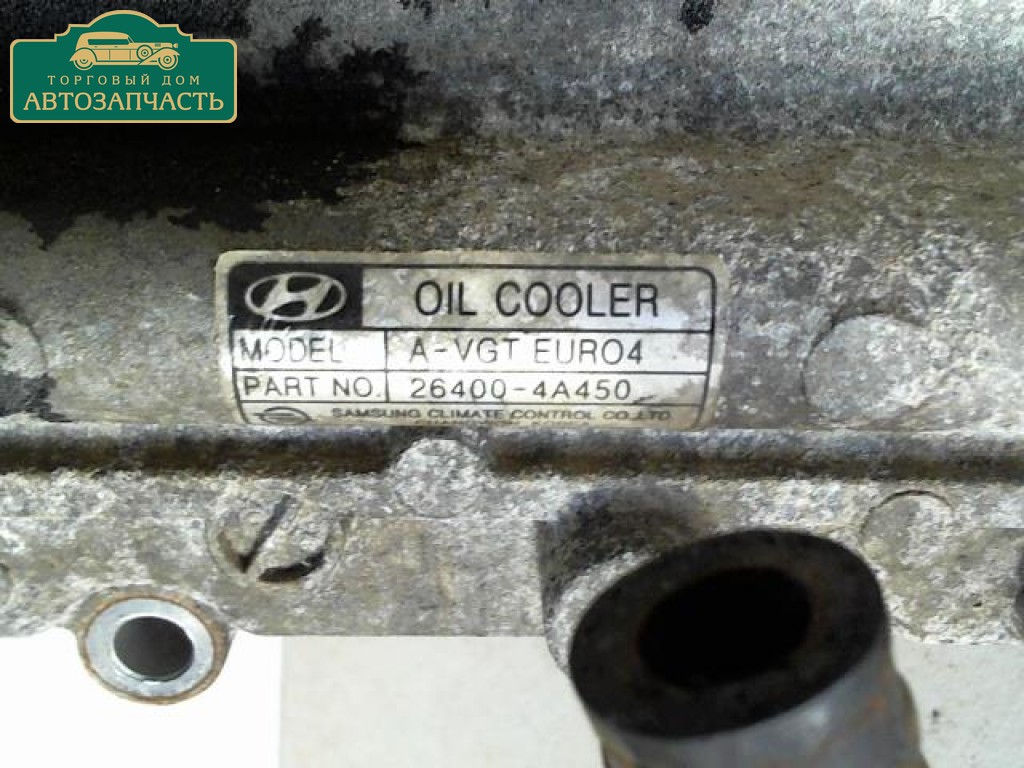 ТОРГОВЫЙ ДОМ
АВТОЗАПЧАСТЬ
OIL COOLER
MODEL A-VGT EURO4
PART NO. 26400-4A450
SAMSUNG CLIMATE CONTROL CO.,LTD